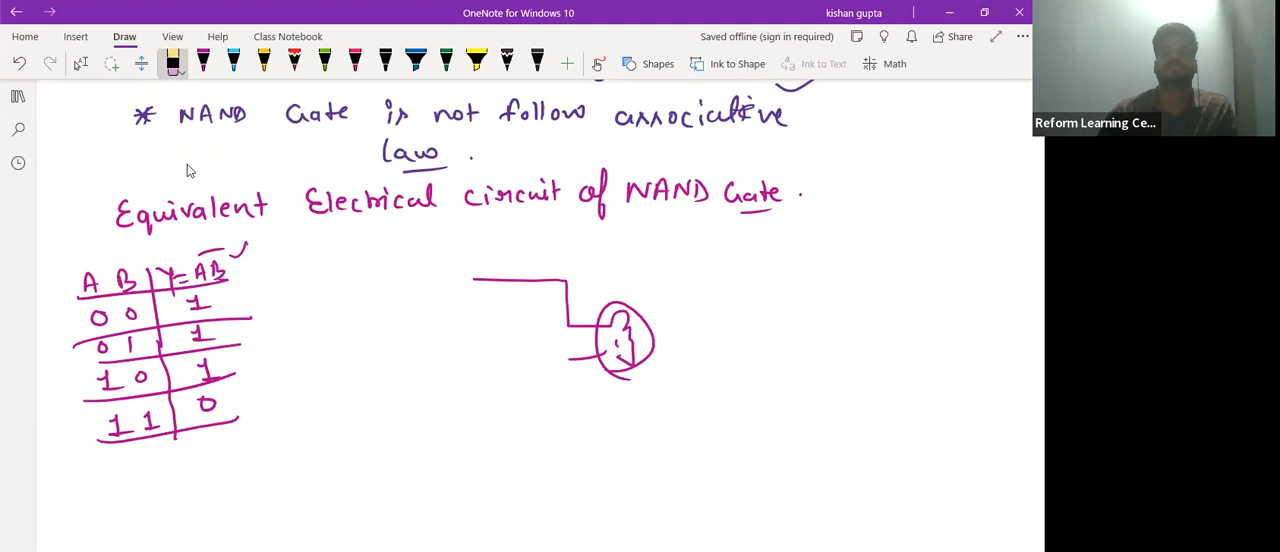 OneNote for Windows 10
kishan gupta
Home Insert Draw View Help Class Notebook
Saved offline (sign in required)
Share
Shapes Ink to Shape Ink to Text Math
Reform Learning Ce...
* NAND Gate is not follow associative
law.
Equivalent Electrical circuit of NAND Gate.
A B Y= A̅B̅
0 0 1
0 1 1
1 0 1
1 1 0